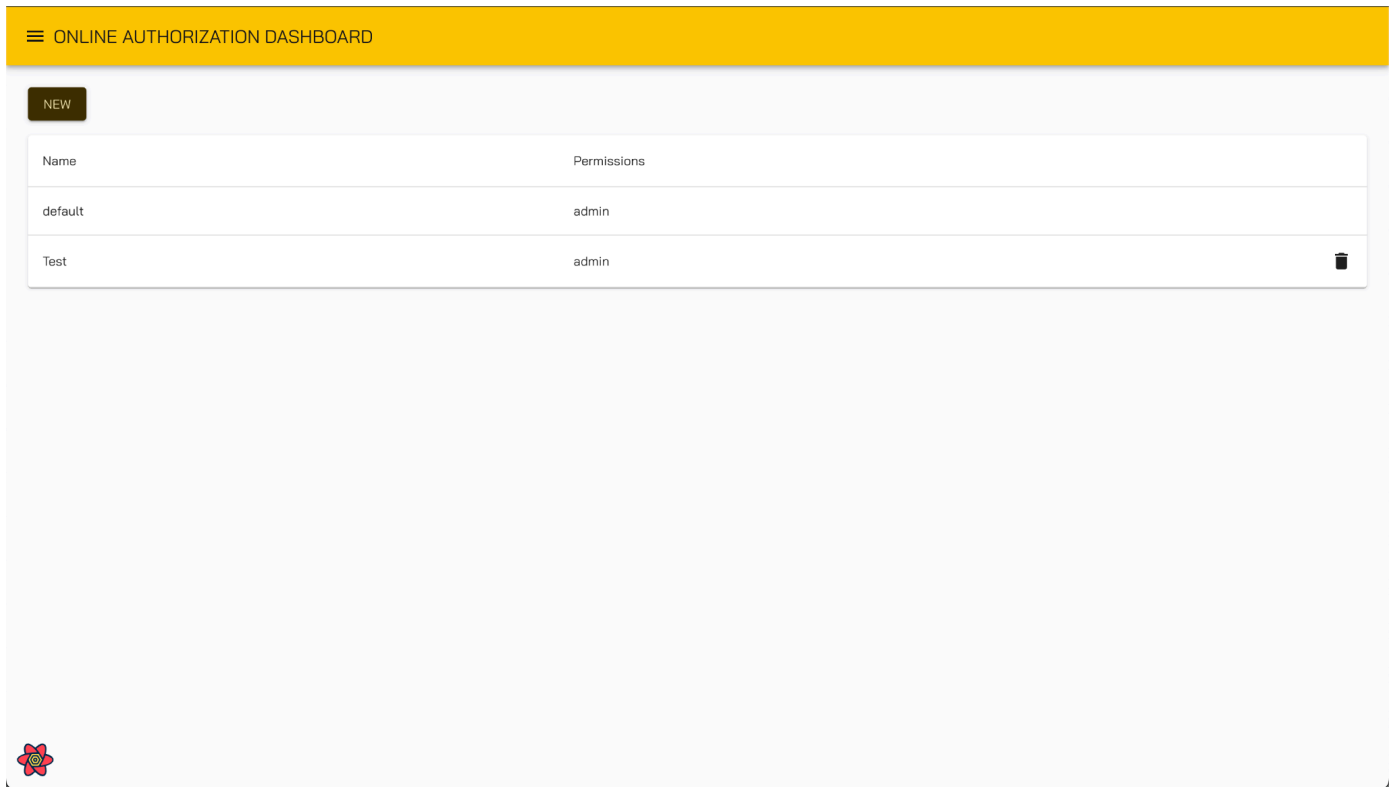 ONLINE AUTHORIZATION DASHBOARD
NEW
Name Permissions
default admin
Test admin